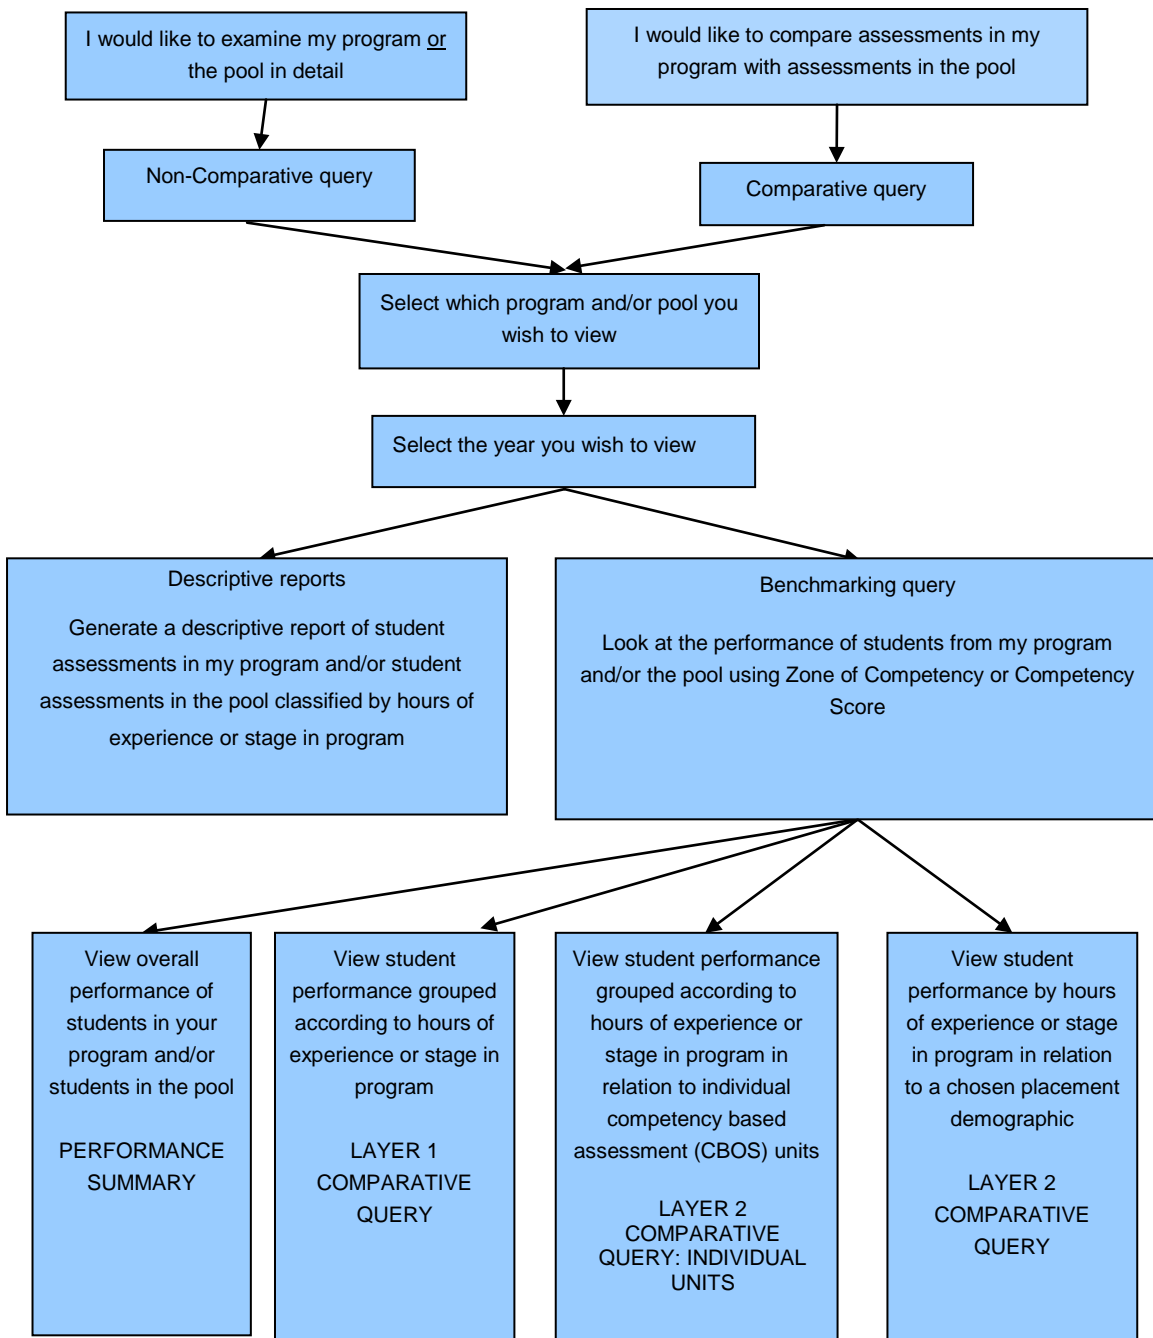 I would like to examine my program or
the pool in detail
I would like to compare assessments in my
program with assessments in the pool
Non-Comparative query
Comparative query
Select which program and/or pool you
wish to view
Select the year you wish to view
Descriptive reports
Generate a descriptive report of student
assessments in my program and/or student
assessments in the pool classified by hours of
experience or stage in program
Benchmarking query
Look at the performance of students from my program
and/or the pool using Zone of Competency or Competency
Score
View overall
performance of
students in your
program and/or
students in the pool
PERFORMANCE
SUMMARY
View student
performance grouped
according to hours of
experience or stage in
program
LAYER 1
COMPARATIVE
QUERY
View student performance
grouped according to
hours of experience or
stage in program in
relation to individual
competency based
assessment (CBOS) units
LAYER 2
COMPARATIVE
QUERY: INDIVIDUAL
UNITS
View student
performance by hours
of experience or stage
in program in relation
to a chosen placement
demographic
LAYER 2
COMPARATIVE
QUERY